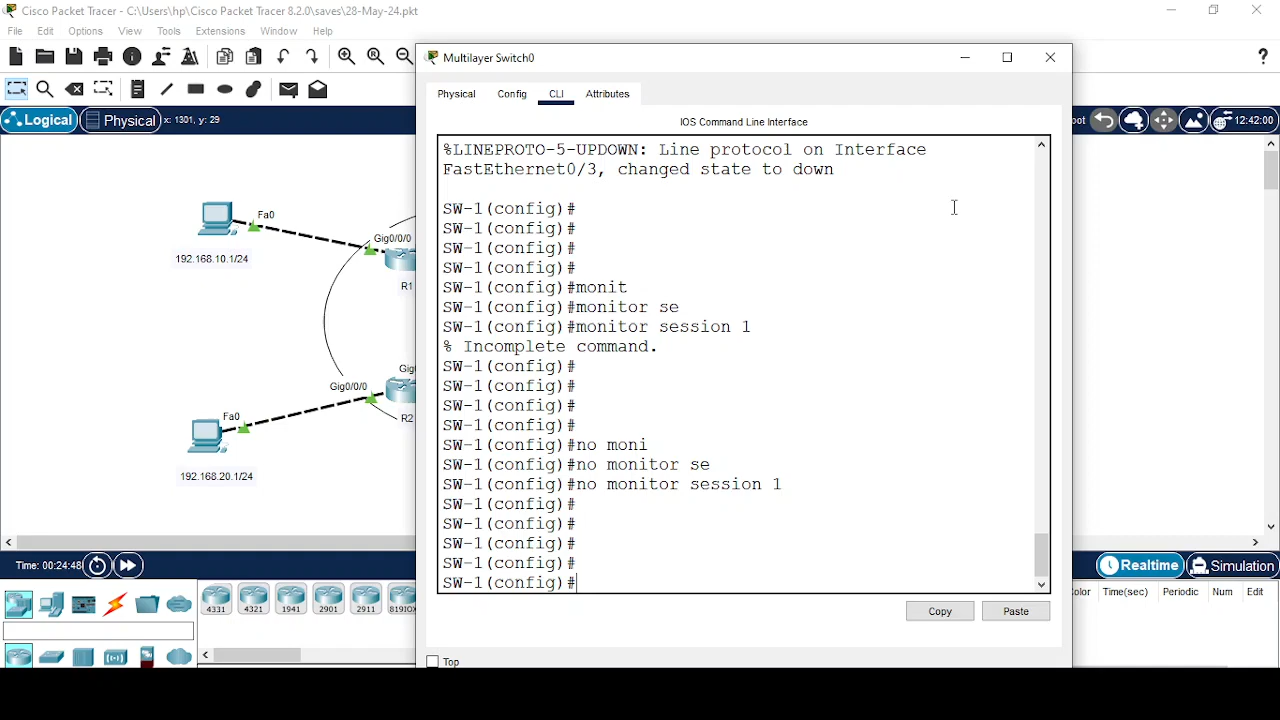 Cisco Packet Tracer - C:\Users\hp\Cisco Packet Tracer 8.2.0\saves\28-May-24.pkt
File Edit Options View Tools Extensions Window Help
?
Logical Physical x: 1301, y: 29
12:42:00
Multilayer Switch0
Physical Config CLI Attributes
IOS Command Line Interface
%LINEPROTO-5-UPDOWN: Line protocol on Interface
FastEthernet0/3, changed state to down
SW-1(config)#
SW-1(config)#
SW-1(config)#
SW-1(config)#
SW-1(config)#monit
SW-1(config)#monitor se
SW-1(config)#monitor session 1
% Incomplete command.
SW-1(config)#
SW-1(config)#
SW-1(config)#
SW-1(config)#
SW-1(config)#no moni
SW-1(config)#no monitor se
SW-1(config)#no monitor session 1
SW-1(config)#
SW-1(config)#
SW-1(config)#
SW-1(config)#
SW-1(config)#
Copy Paste
Top
Fa0
Gig0/0/0
192.168.10.1/24
R1
Gig0/0/0
Fa0
R2
192.168.20.1/24
Time: 00:24:48
Realtime Simulation
4331 4321 1941 2901 2911 819IOX
Time(sec) Periodic Num Edit